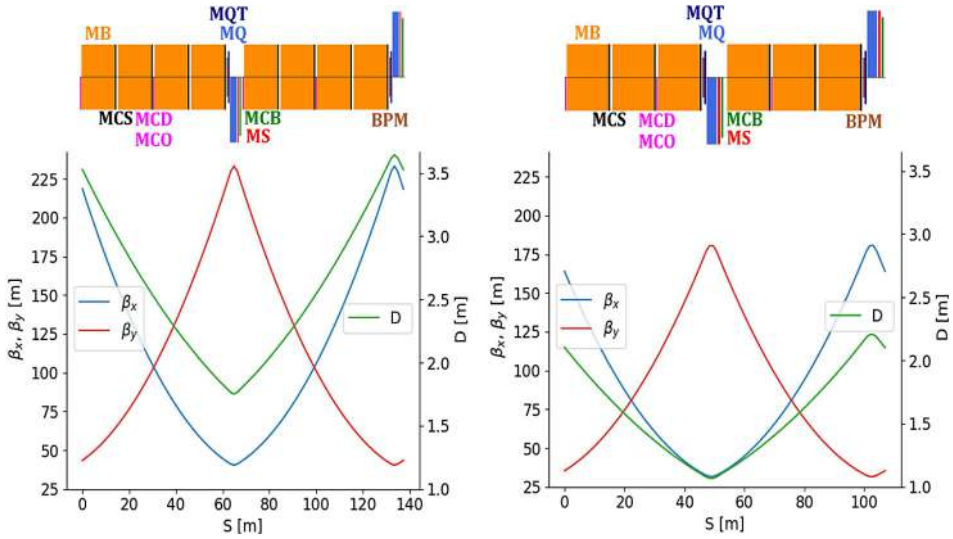 MQT
MB
MQ
MCS
MCD
MCB
BPM
MCO
MS
225
200
175
150
125
100
75
50
25
βx, βy [m]
βx
βy
D
3.5
3.0
2.5
2.0
1.5
1.0
D [m]
0
20
40
60
80
100
120
140
S [m]
MQT
MB
MQ
MCS
MCD
MCB
BPM
MCO
MS
225
200
175
150
125
100
75
50
25
βx, βy [m]
βx
βy
D
3.5
3.0
2.5
2.0
1.5
1.0
D [m]
0
20
40
60
80
100
S [m]